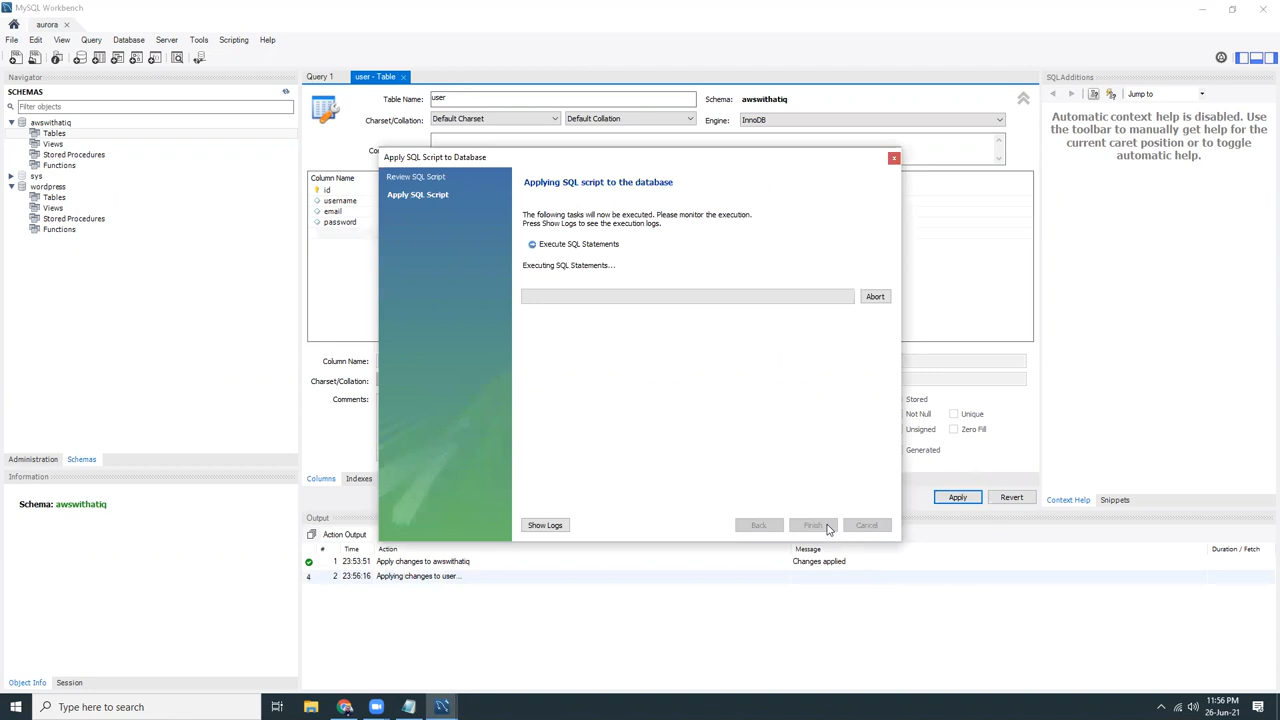 MySQL Workbench
aurora
File Edit View Query Database Server Tools Scripting Help
Navigator
SCHEMAS
Filter objects
awswithatiq
Tables
Views
Stored Procedures
Functions
sys
wordpress
Tables
Views
Stored Procedures
Functions
Administration Schemas
Information
Schema: awswithatiq
Object Info Session
Query 1 user - Table
Table Name: user Schema: awswithatiq
Charset/Collation: Default Charset Default Collation Engine: InnoDB
Column Name
id
username
email
password
Column Name:
Charset/Collation:
Comments:
Stored
Not Null Unique
Unsigned Zero Fill
Generated
Columns Indexes
Apply Revert
Apply SQL Script to Database
Review SQL Script
Apply SQL Script
Applying SQL script to the database
The following tasks will now be executed. Please monitor the execution.
Press Show Logs to see the execution logs.
Execute SQL Statements
Executing SQL Statements...
Abort
Show Logs Back Finish Cancel
Output
Action Output
# Time Action Message Duration / Fetch
1 23:53:51 Apply changes to awswithatiq Changes applied
4 2 23:56:16 Applying changes to user...
SQLAdditions
Jump to
Automatic context help is disabled. Use
the toolbar to manually get help for the
current caret position or to toggle
automatic help.
Context Help Snippets
Type here to search
11:56 PM
26-Jun-21